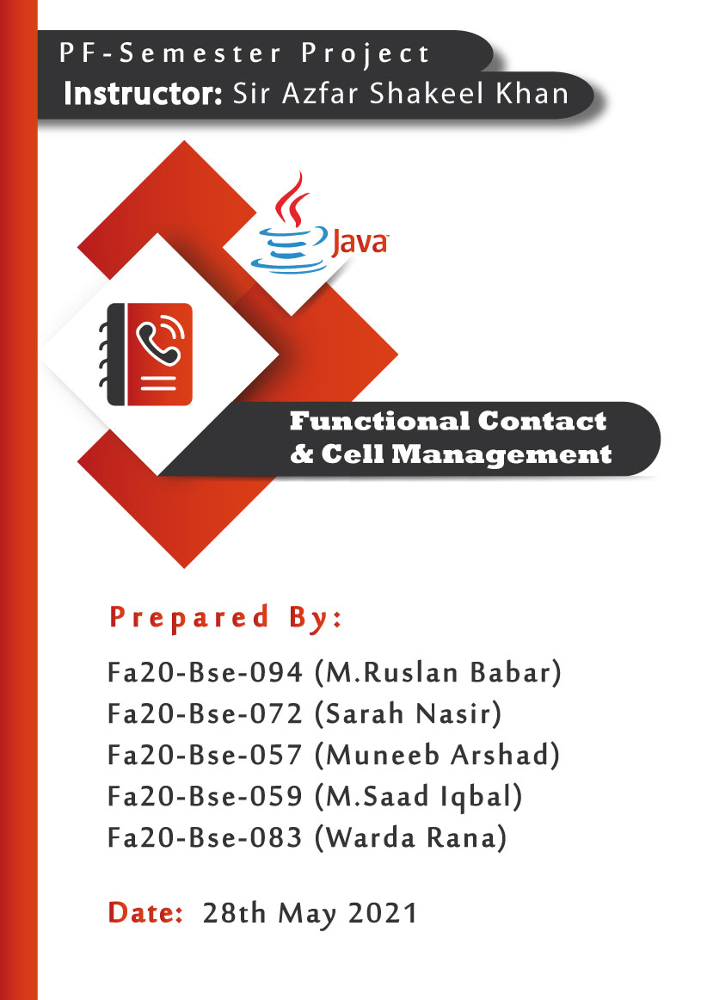 PF-Semester Project
Instructor: Sir Azfar Shakeel Khan
Java™
Functional Contact
& Cell Management
Prepared By:
Fa20-Bse-094 (M.Ruslan Babar)
Fa20-Bse-072 (Sarah Nasir)
Fa20-Bse-057 (Muneeb Arshad)
Fa20-Bse-059 (M.Saad Iqbal)
Fa20-Bse-083 (Warda Rana)
Date: 28th May 2021